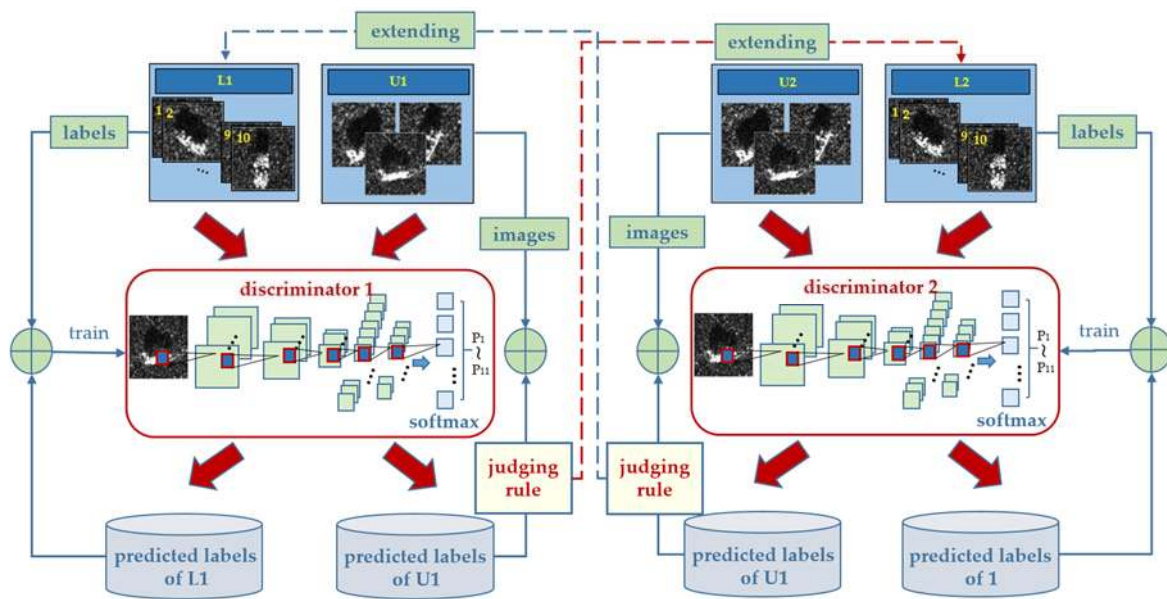 extending
extending
L1
U1
U2
L2
1
2
9
10
...
1
2
9
10
...
labels
labels
images
images
discriminator 1
discriminator 2
train
train
P1
~
P11
P1
~
P11
softmax
softmax
judging
rule
judging
rule
predicted labels
of L1
predicted labels
of U1
predicted labels
of U1
predicted labels
of 1